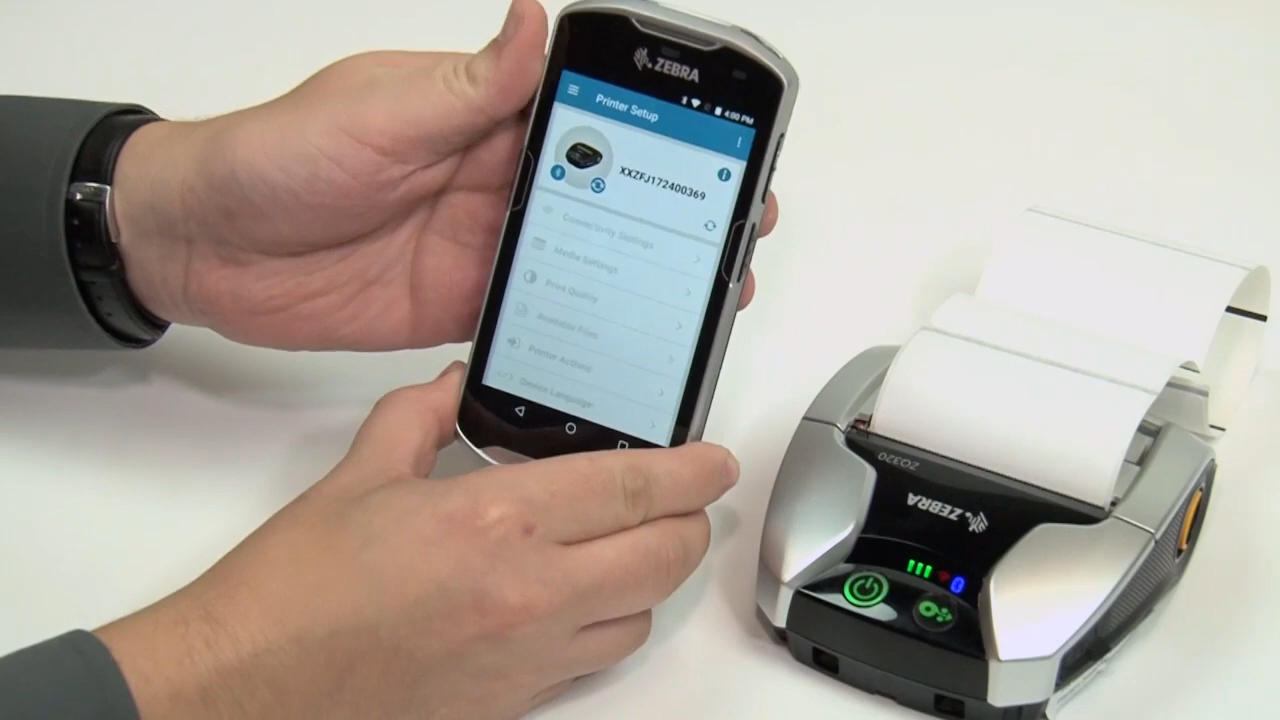 ZEBRA
4:00 PM
Printer Setup
XXZFJ172400369
Connectivity Settings
Media Settings
Print Quality
Available Files
Printer Actions
Device Language
ZQ320
ZEBRA